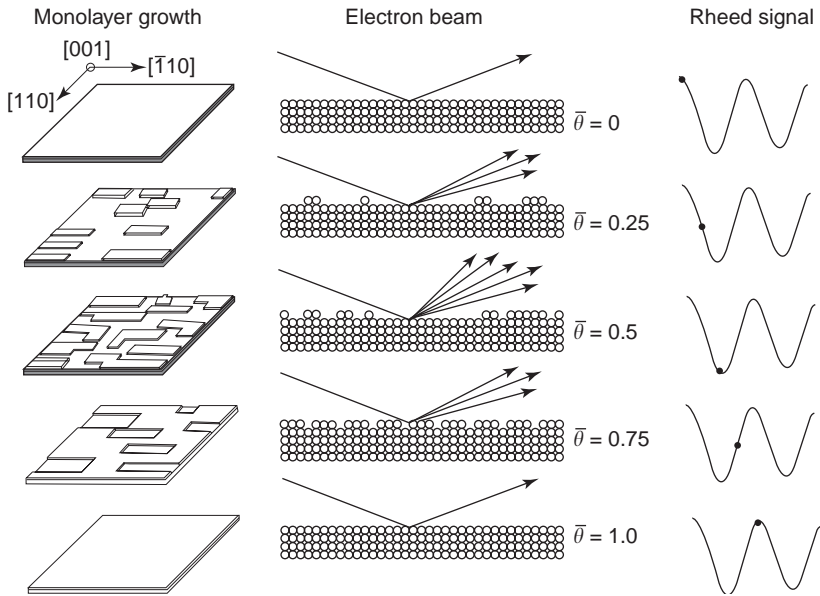 Monolayer growth Electron beam Rheed signal
[001]
[1̅10]
[110]
θ̅ = 0
θ̅ = 0.25
θ̅ = 0.5
θ̅ = 0.75
θ̅ = 1.0